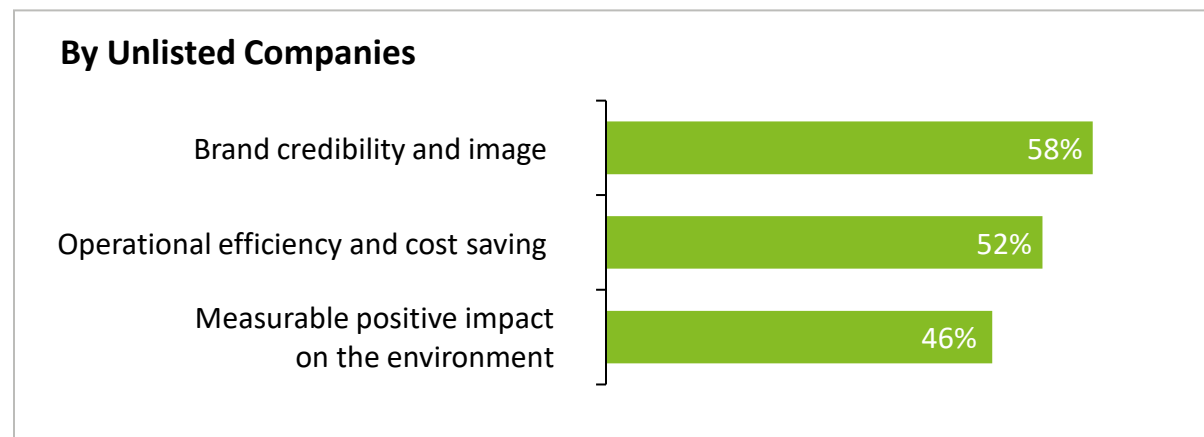 By Unlisted Companies
Brand credibility and image
58%
Operational efficiency and cost saving
52%
Measurable positive impact
on the environment
46%